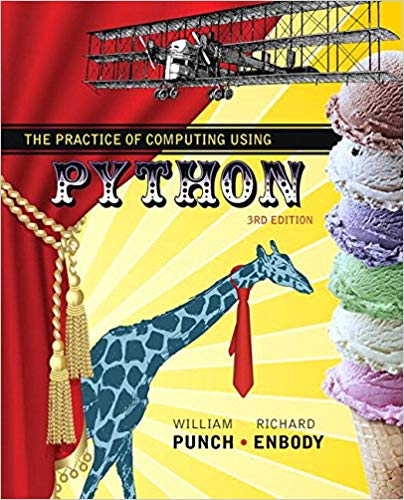 THE PRACTICE OF COMPUTING USING
PYTHON
3RD EDITION
WILLIAM RICHARD
PUNCH • ENBODY